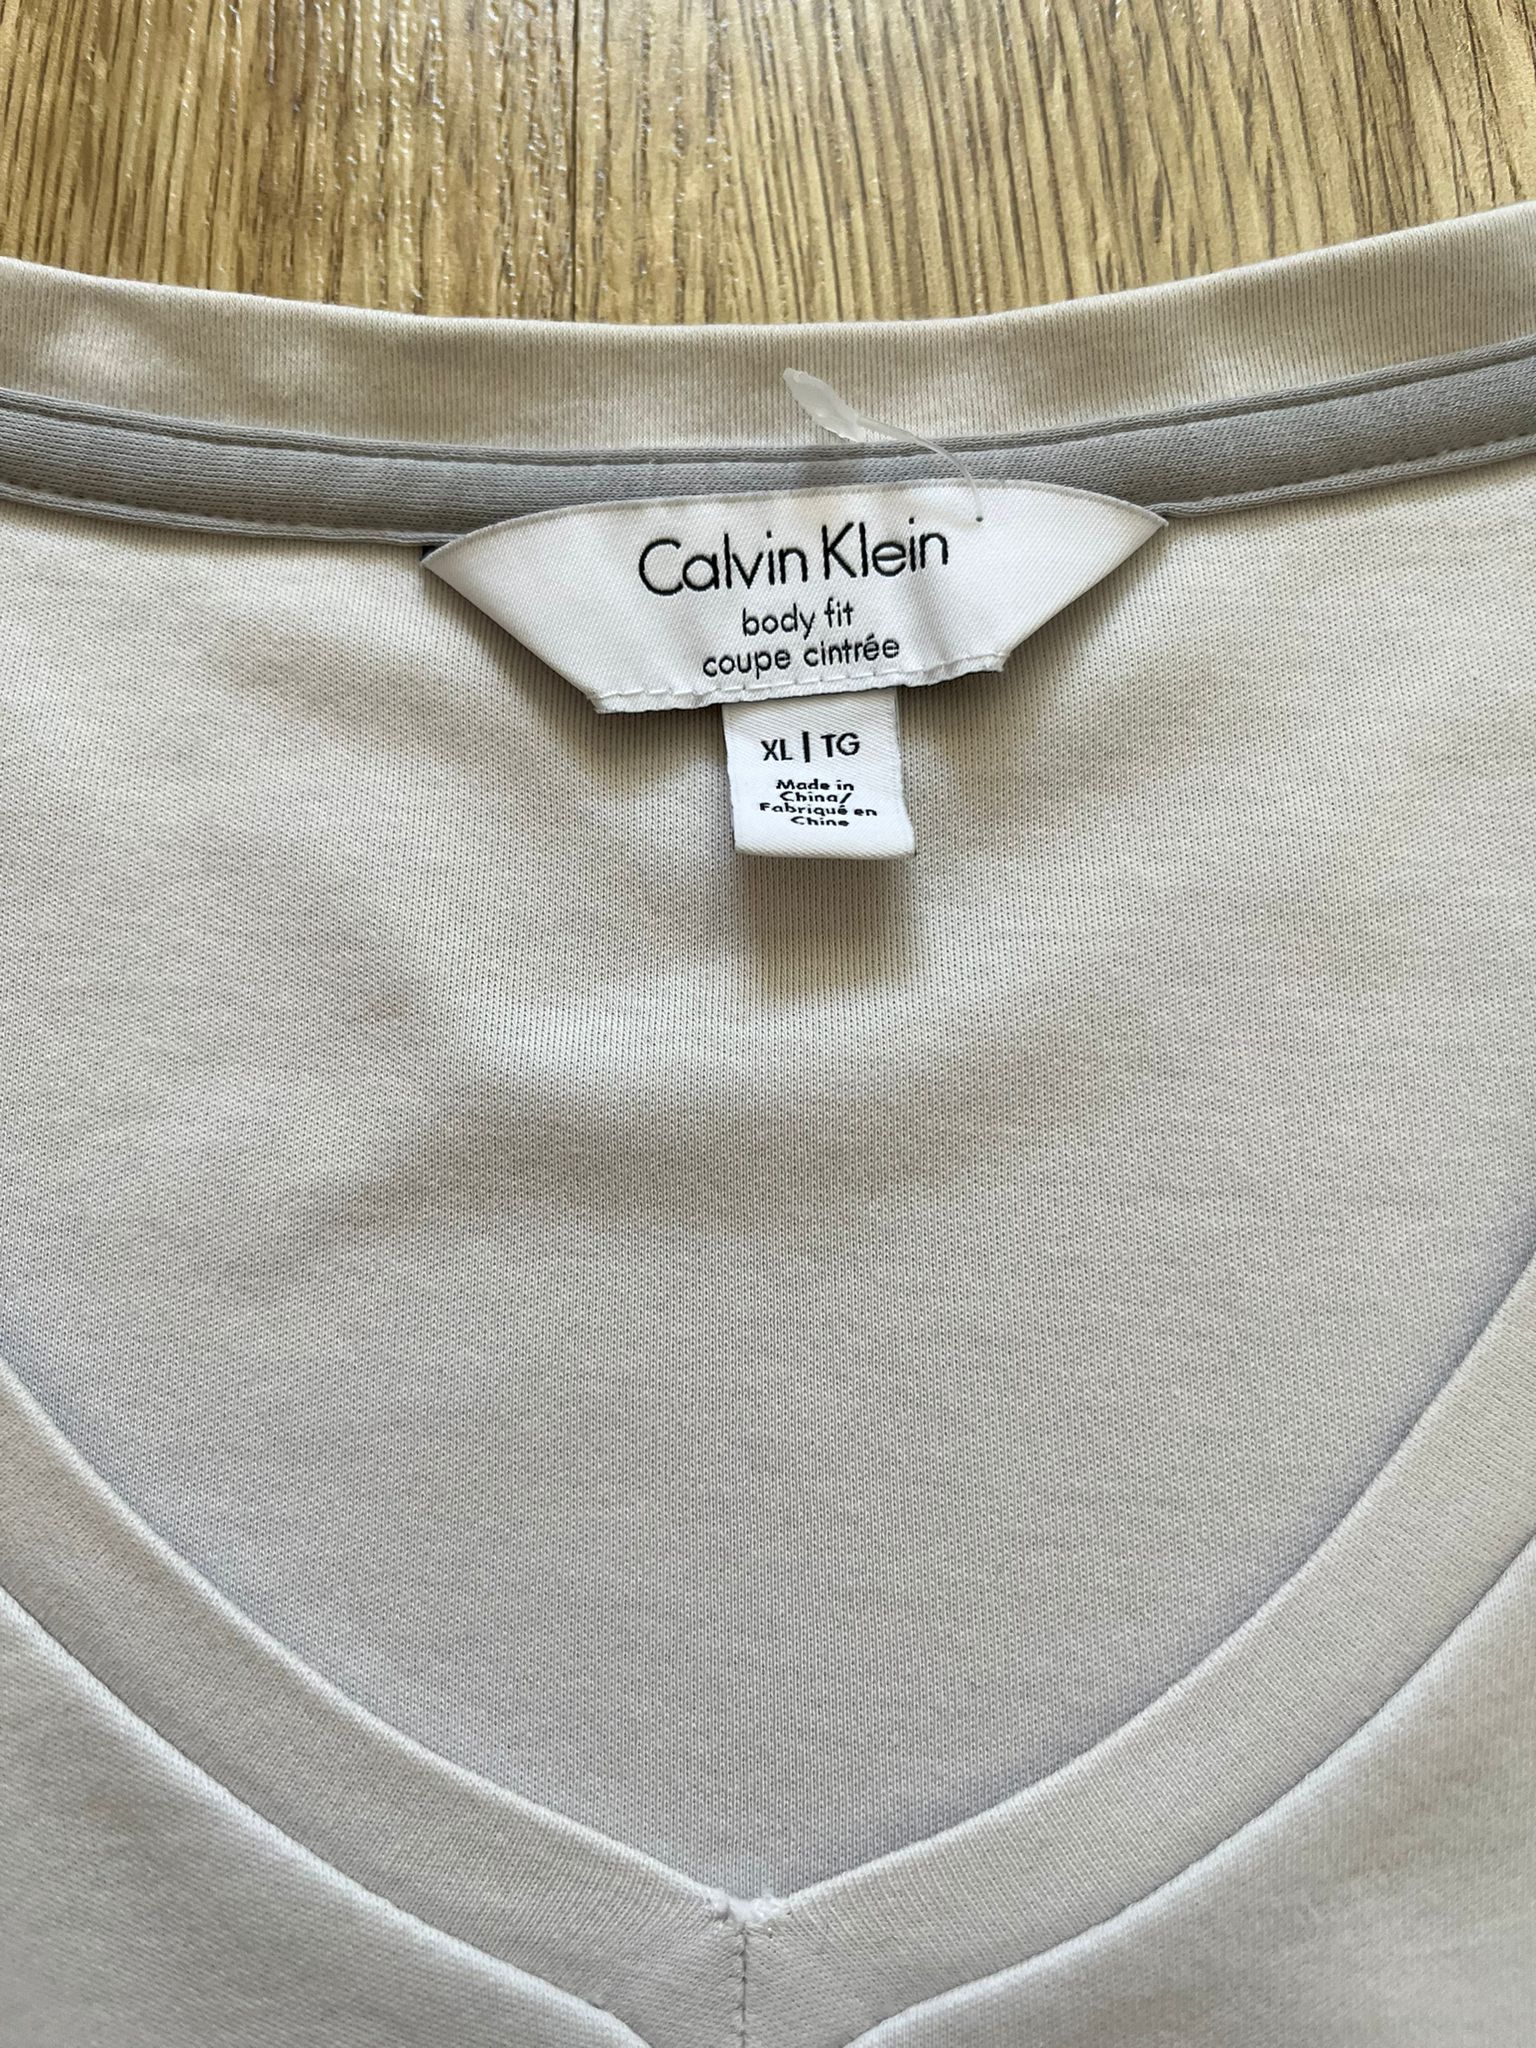 Calvin Klein
body fit
coupe cintrée
XL | TG
Made in
China/
Fabriqué en
Chine